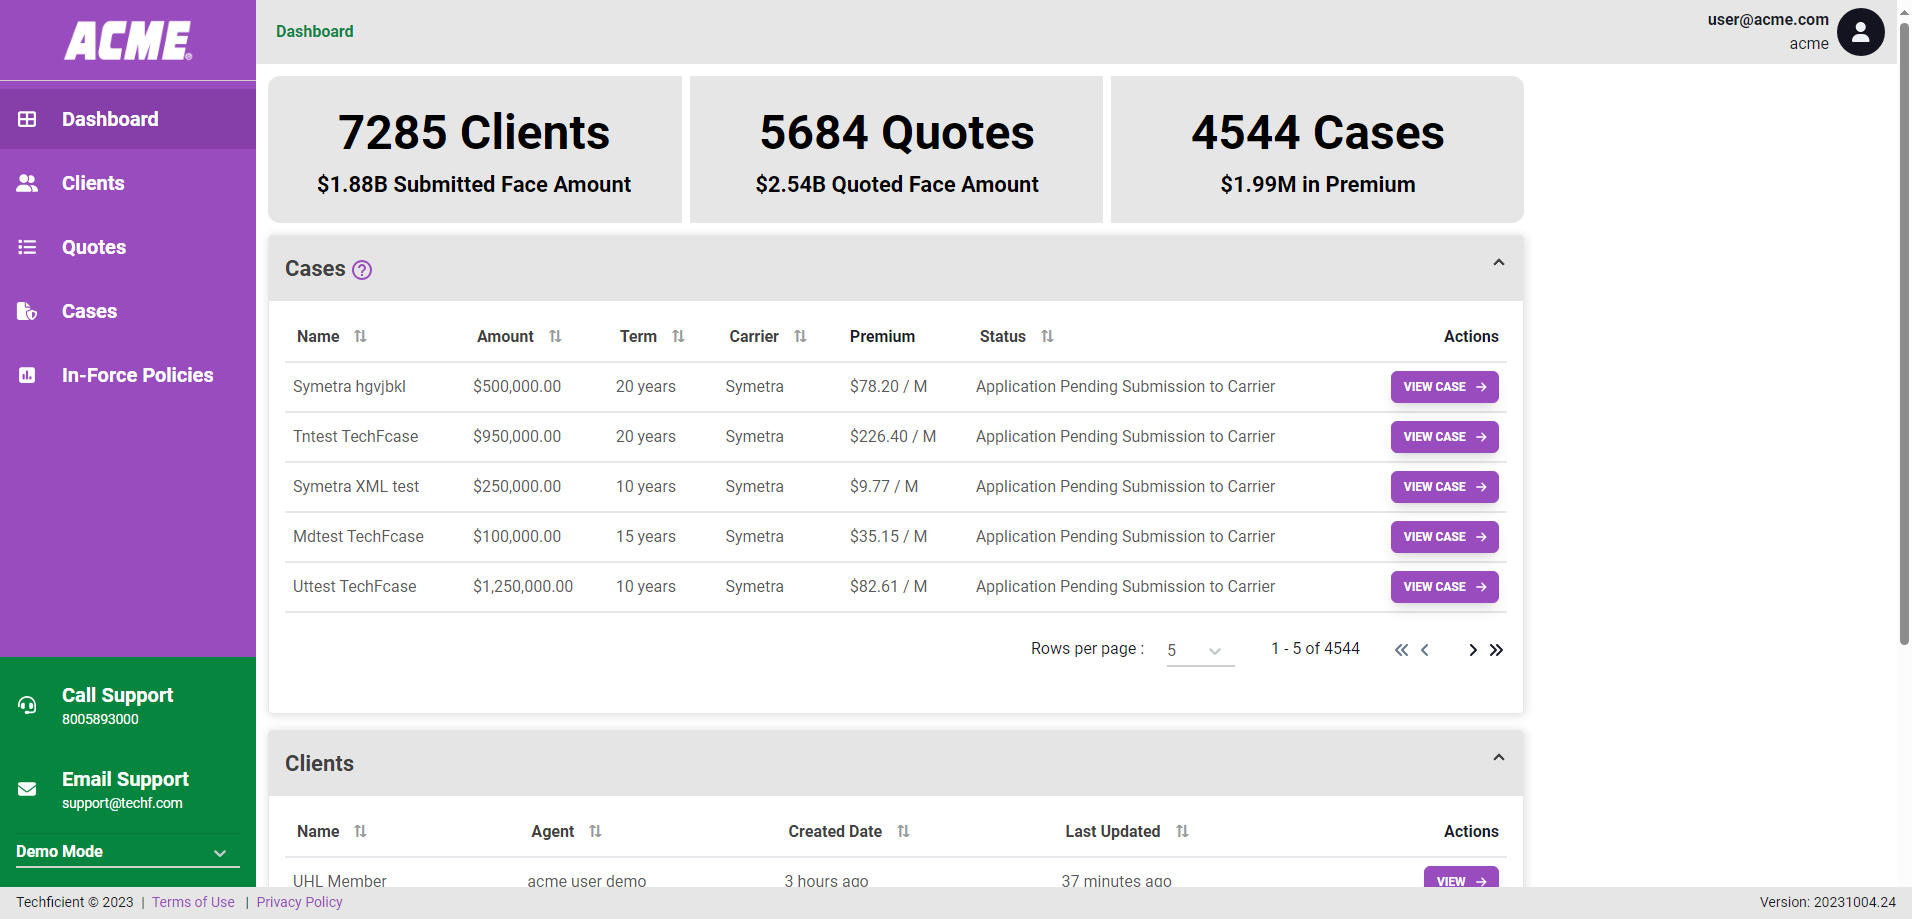 ACME
Dashboard
Clients
Quotes
Cases
In-Force Policies
Call Support
8005893000
Email Support
support@techf.com
Demo Mode
Dashboard
user@acme.com
acme
7285 Clients
$1.88B Submitted Face Amount
5684 Quotes
$2.54B Quoted Face Amount
4544 Cases
$1.99M in Premium
Cases
Name Amount Term Carrier Premium Status Actions
Symetra hgvjbkl $500,000.00 20 years Symetra $78.20 / M Application Pending Submission to Carrier VIEW CASE
Tntest TechFcase $950,000.00 20 years Symetra $226.40 / M Application Pending Submission to Carrier VIEW CASE
Symetra XML test $250,000.00 10 years Symetra $9.77 / M Application Pending Submission to Carrier VIEW CASE
Mdtest TechFcase $100,000.00 15 years Symetra $35.15 / M Application Pending Submission to Carrier VIEW CASE
Uttest TechFcase $1,250,000.00 10 years Symetra $82.61 / M Application Pending Submission to Carrier VIEW CASE
Rows per page : 5 1 - 5 of 4544
Clients
Name Agent Created Date Last Updated Actions
UHL Member acme user demo 3 hours ago 37 minutes ago VIEW
Techficient © 2023 | Terms of Use | Privacy Policy Version: 20231004.24